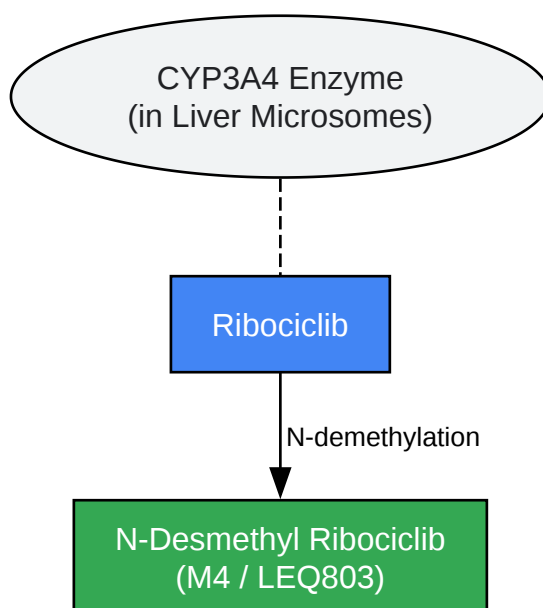 CYP3A4 Enzyme
(in Liver Microsomes)
Ribociclib
N-demethylation
N-Desmethyl Ribociclib
(M4 / LEQ803)